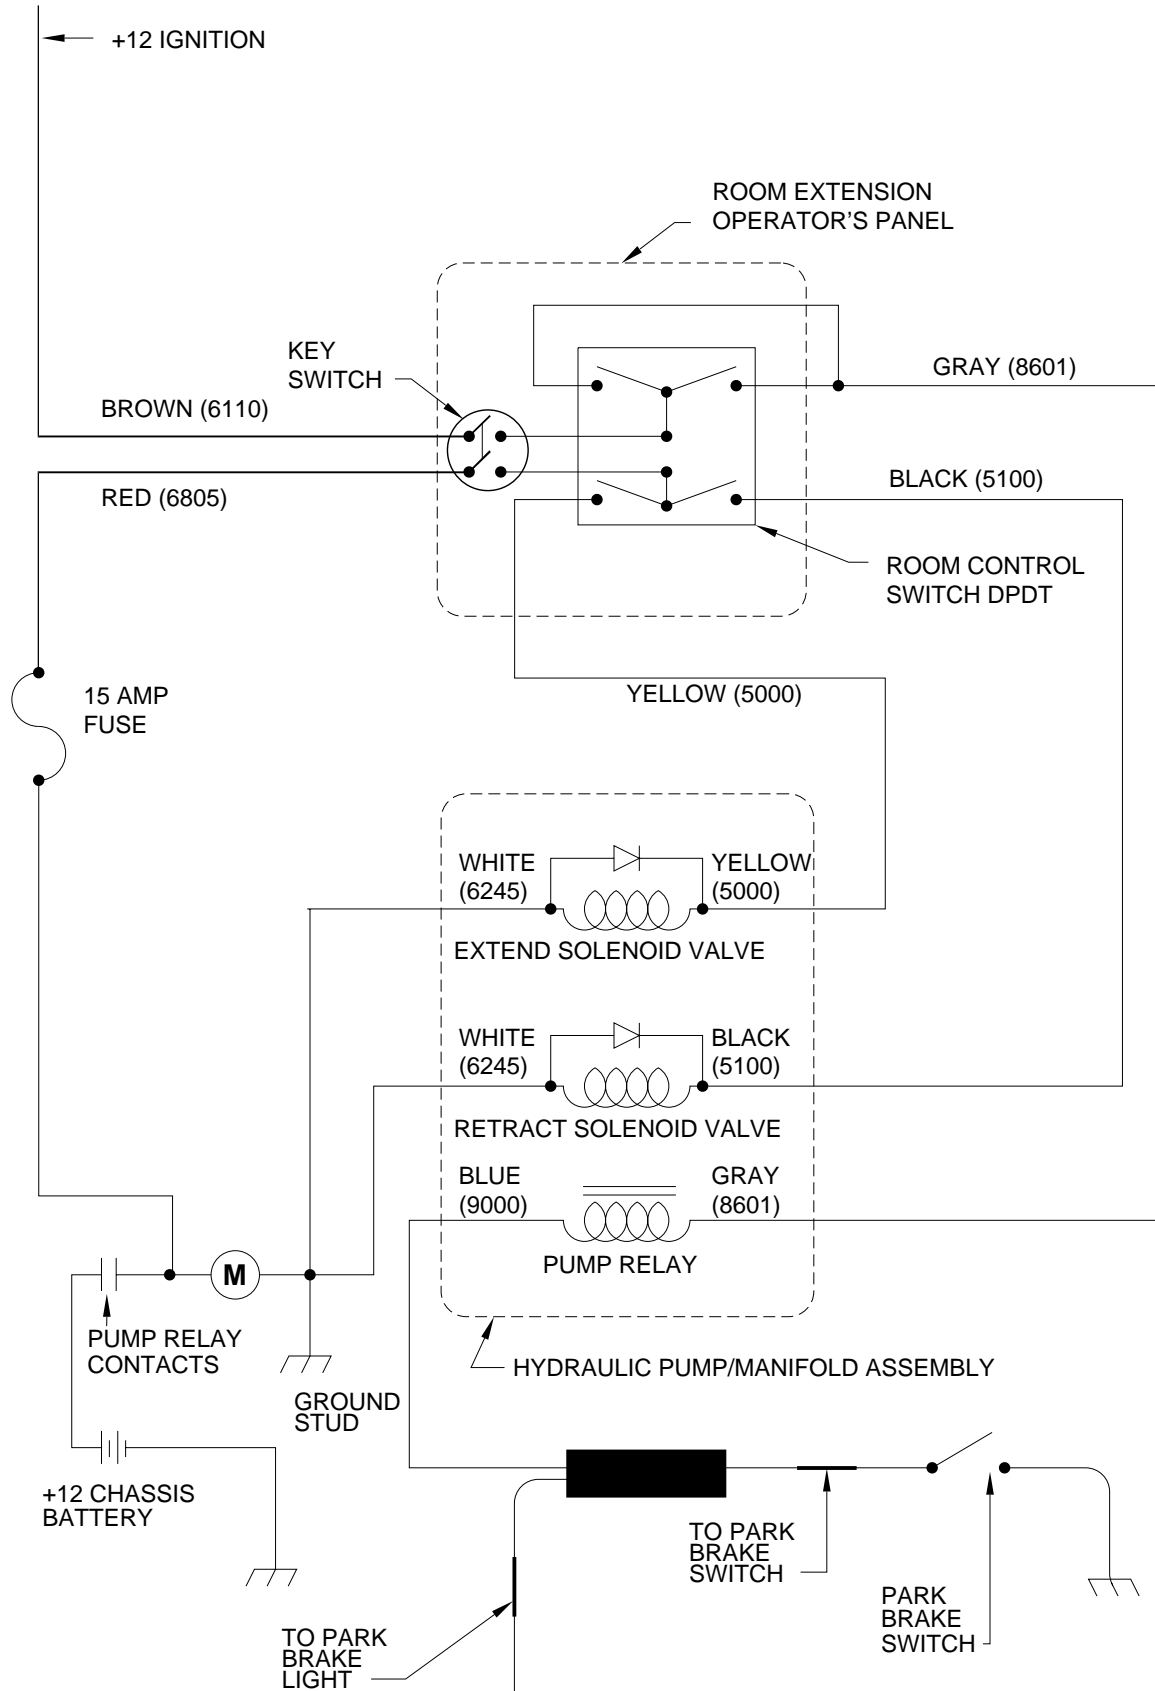 +12 IGNITION
ROOM EXTENSION
OPERATOR'S PANEL
KEY
SWITCH
GRAY (8601)
BROWN (6110)
BLACK (5100)
RED (6805)
ROOM CONTROL
SWITCH DPDT
15 AMP
FUSE
YELLOW (5000)
WHITE
(6245)
YELLOW
(5000)
EXTEND SOLENOID VALVE
WHITE
(6245)
BLACK
(5100)
RETRACT SOLENOID VALVE
BLUE
(9000)
GRAY
(8601)
PUMP RELAY
M
PUMP RELAY
CONTACTS
HYDRAULIC PUMP/MANIFOLD ASSEMBLY
GROUND
STUD
+12 CHASSIS
BATTERY
TO PARK
BRAKE
SWITCH
PARK
BRAKE
SWITCH
TO PARK
BRAKE
LIGHT